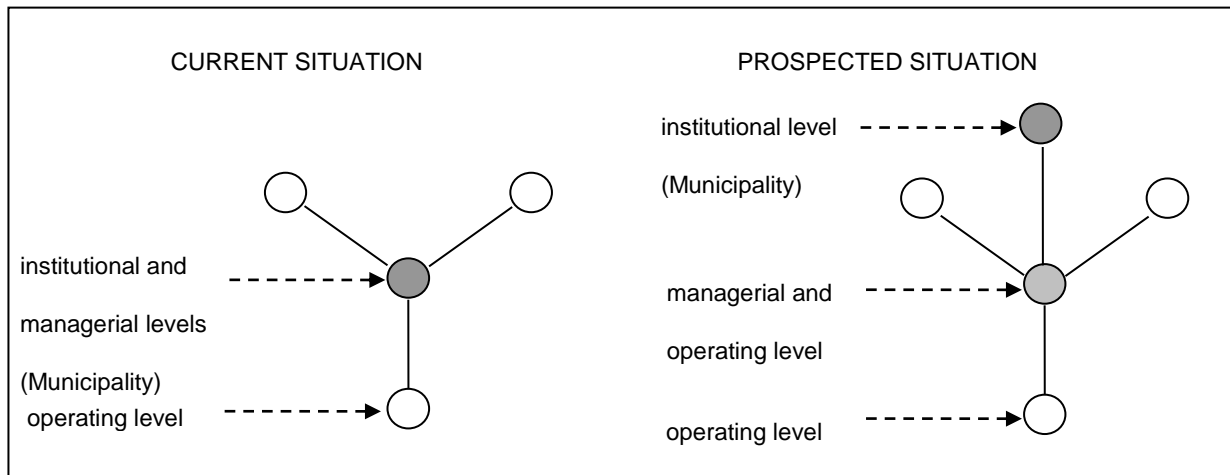 CURRENT SITUATION
institutional and
managerial levels
(Municipality)
operating level
PROSPECTED SITUATION
institutional level
(Municipality)
managerial and
operating level
operating level